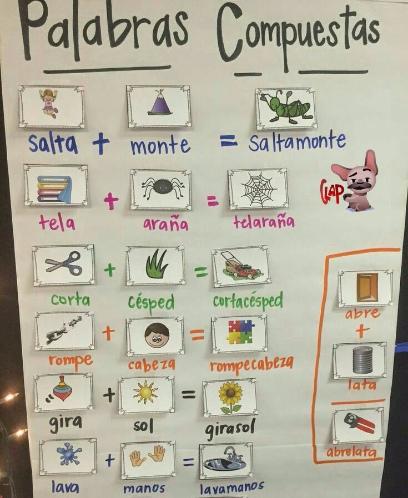 Palabras Compuestas
salta + monte = saltamonte
tela + araña = telaraña
CLAP
corta + césped = cortacésped
rompe + cabeza = rompecabeza
gira + sol = girasol
lava + manos = lavamanos
abre
+
lata
abrelata